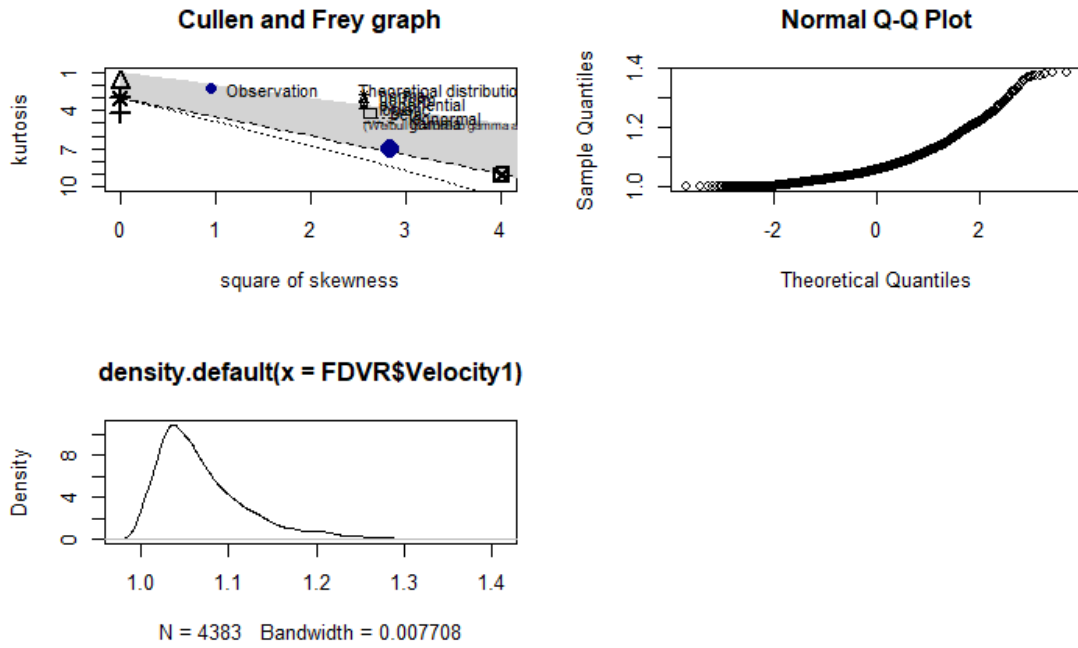 Cullen and Frey graph
kurtosis
1
4
7
10
Observation
Theoretical distributio
gamma
0 1 2 3 4
square of skewness
Normal Q-Q Plot
Sample Quantiles
1.4
1.2
1.0
-2 0 2
Theoretical Quantiles
density.default(x = FDVR$Velocity1)
Density
8
4
0
1.0 1.1 1.2 1.3 1.4
N = 4383 Bandwidth = 0.007708